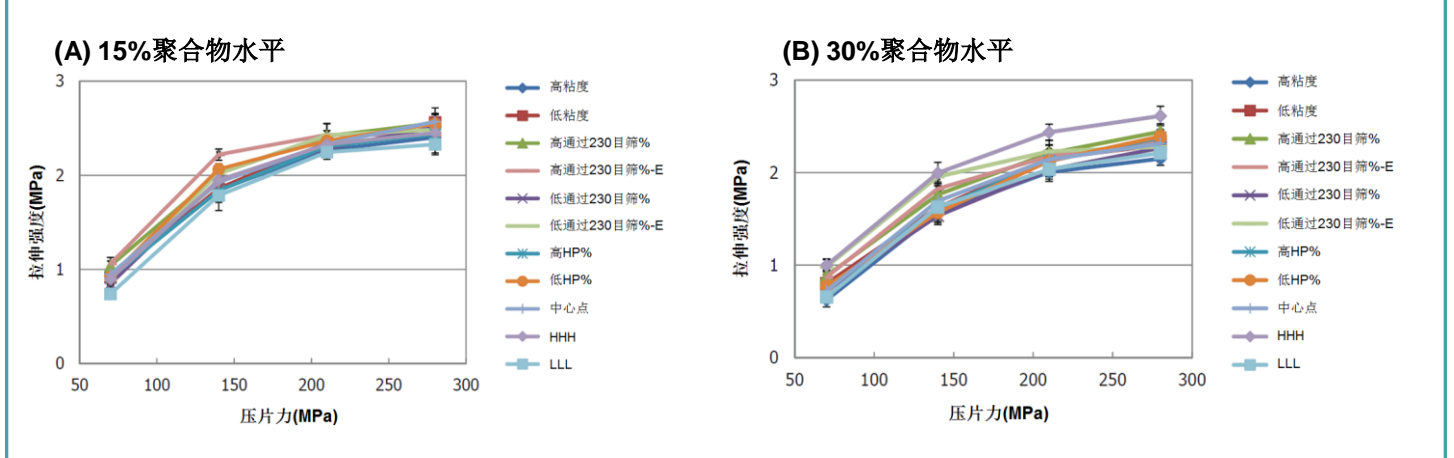 (A) 15%聚合物水平
3
2
1
0
50
100
150
200
250
300
拉伸强度(MPa)
压片力(MPa)
高粘度
低粘度
高通过230目筛%
高通过230目筛%-E
低通过230目筛%
低通过230目筛%-E
高HP%
低HP%
中心点
HHH
LLL
(B) 30%聚合物水平
3
2
1
0
50
100
150
200
250
300
拉伸强度(MPa)
压片力(MPa)
高粘度
低粘度
高通过230目筛%
高通过230目筛%-E
低通过230目筛%
低通过230目筛%-E
高HP%
低HP%
中心点
HHH
LLL